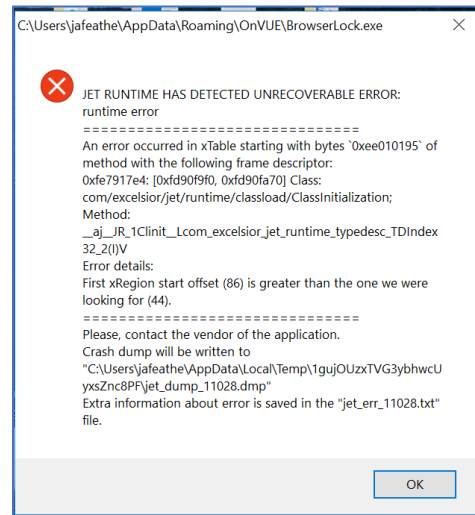 C:\Users\jafeathe\AppData\Roaming\OnVUE\BrowserLock.exe
JET RUNTIME HAS DETECTED UNRECOVERABLE ERROR:
runtime error
================================
An error occurred in xTable starting with bytes `0xee010195` of
method with the following frame descriptor:
0xfe7917e4: [0xfd90f9f0, 0xfd90fa70] Class:
com/excelsior/jet/runtime/classload/ClassInitialization;
Method:
__aj__JR_1Clinit__Lcom_excelsior_jet_runtime_typedesc_TDIndex
32_2(I)V
Error details:
First xRegion start offset (86) is greater than the one we were
looking for (44).
================================
Please, contact the vendor of the application.
Crash dump will be written to
"C:\Users\jafeathe\AppData\Local\Temp\1gujOUzxTVG3ybhwcU
yxsZnc8PF\jet_dump_11028.dmp"
Extra information about error is saved in the "jet_err_11028.txt"
file.
OK